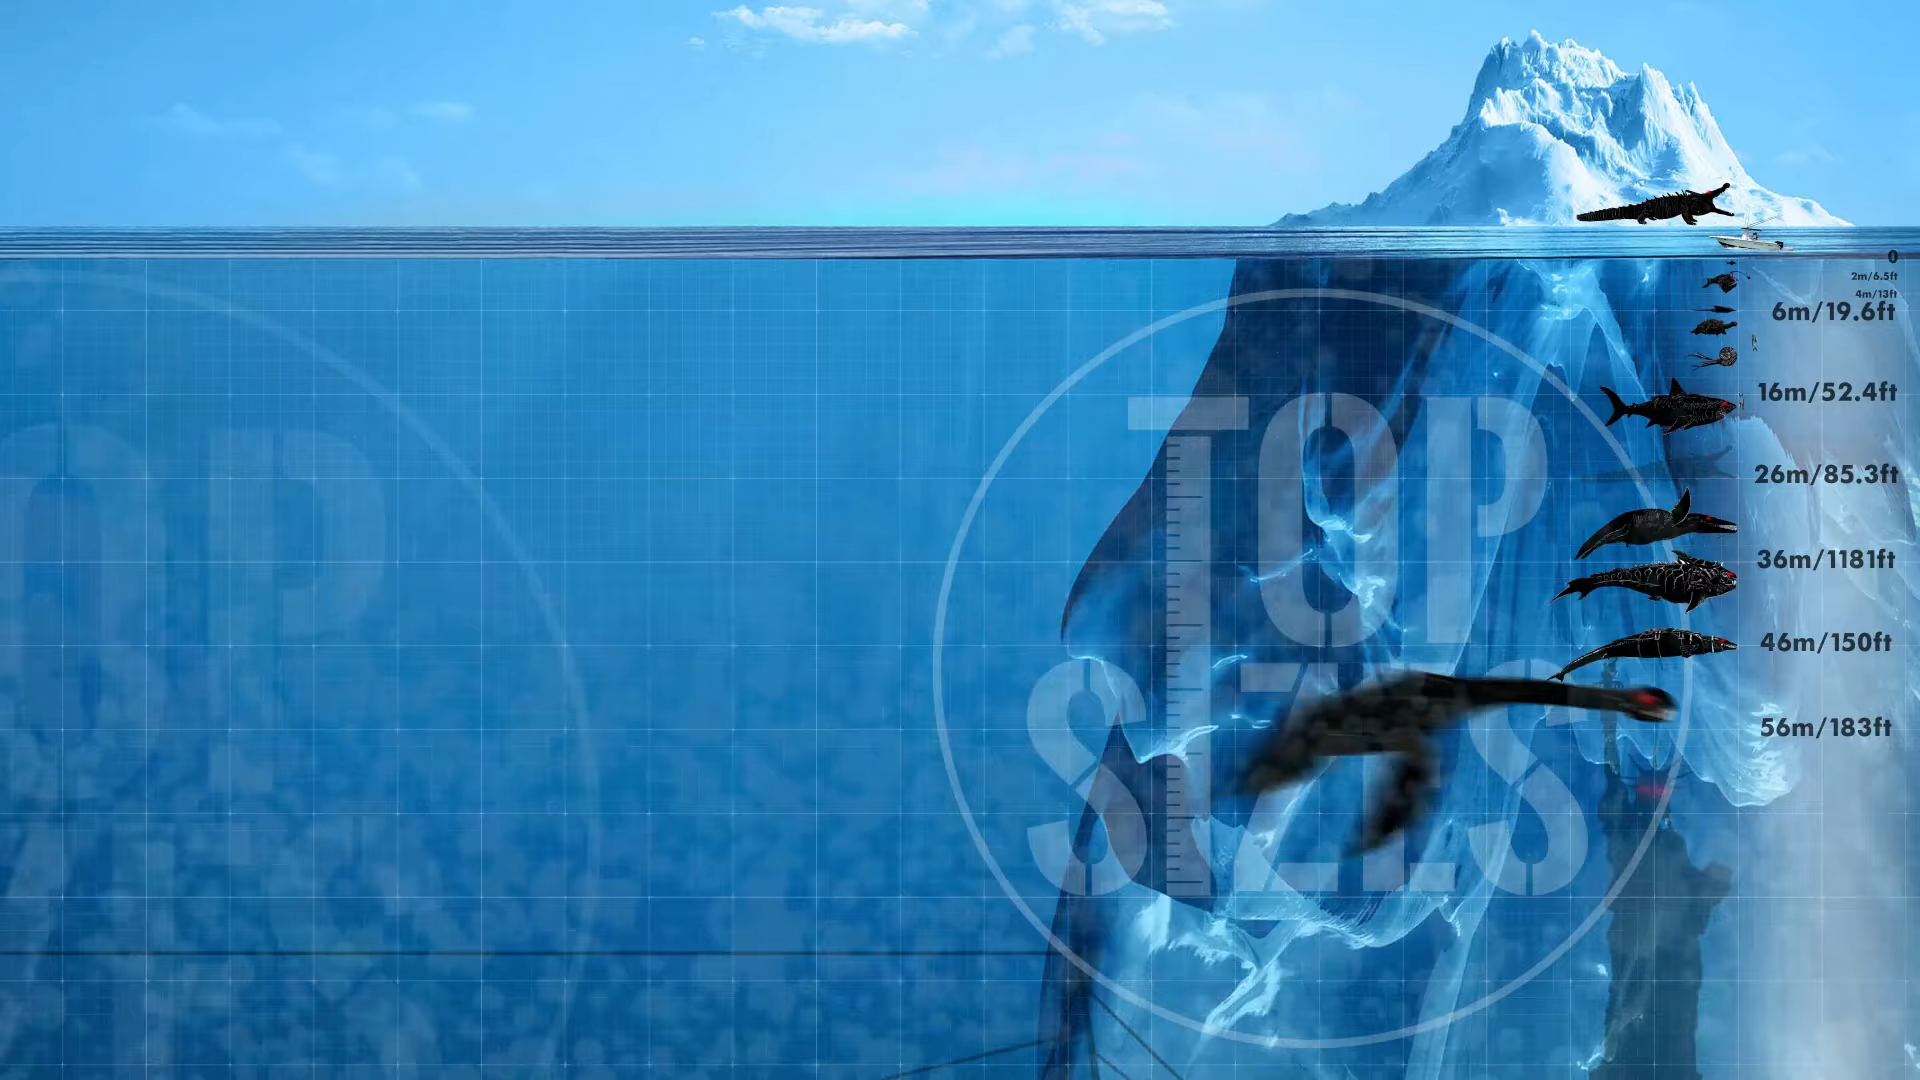 0
2m/6.5ft
4m/13ft
6m/19.6ft
16m/52.4ft
26m/85.3ft
36m/1181ft
46m/150ft
56m/183ft
TOP
SIZES
OP